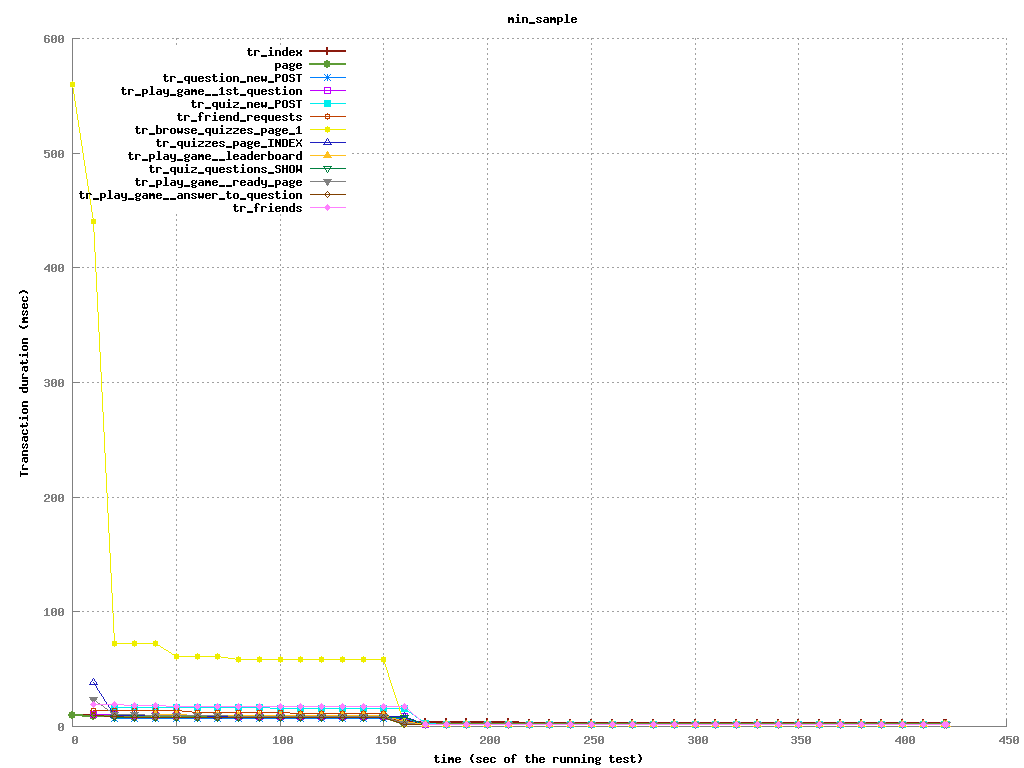 min_sample
600
500
400
300
200
100
0
Transaction duration (msec)
tr_index
page
tr_question_new_POST
tr_play_game__1st_question
tr_quiz_new_POST
tr_friend_requests
tr_browse_quizzes_page_1
tr_quizzes_page_INDEX
tr_play_game__leaderboard
tr_quiz_questions_SHOW
tr_play_game__ready_page
tr_play_game__answer_to_question
tr_friends
0 50 100 150 200 250 300 350 400 450
time (sec of the running test)